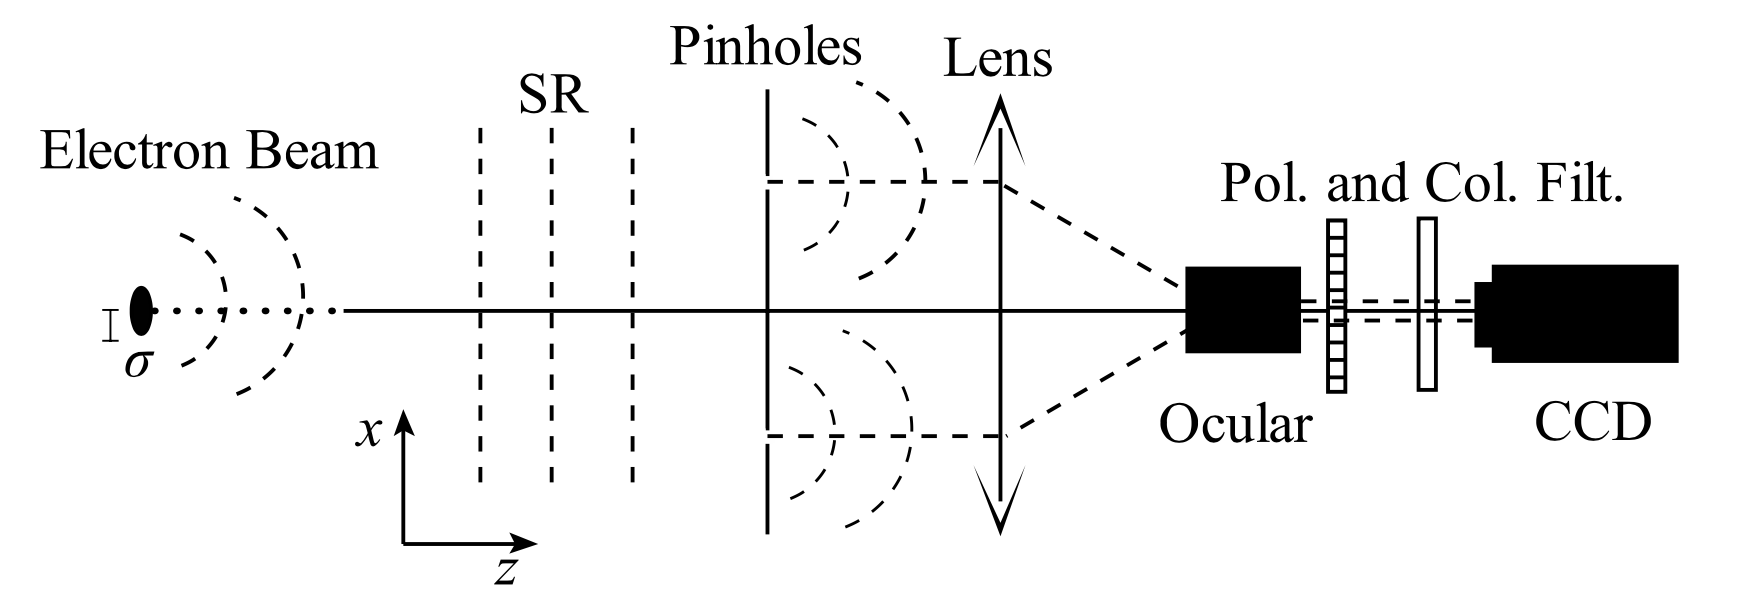 Pinholes
Lens
SR
Electron Beam
Pol. and Col. Filt.
σ
x
Ocular
CCD
z